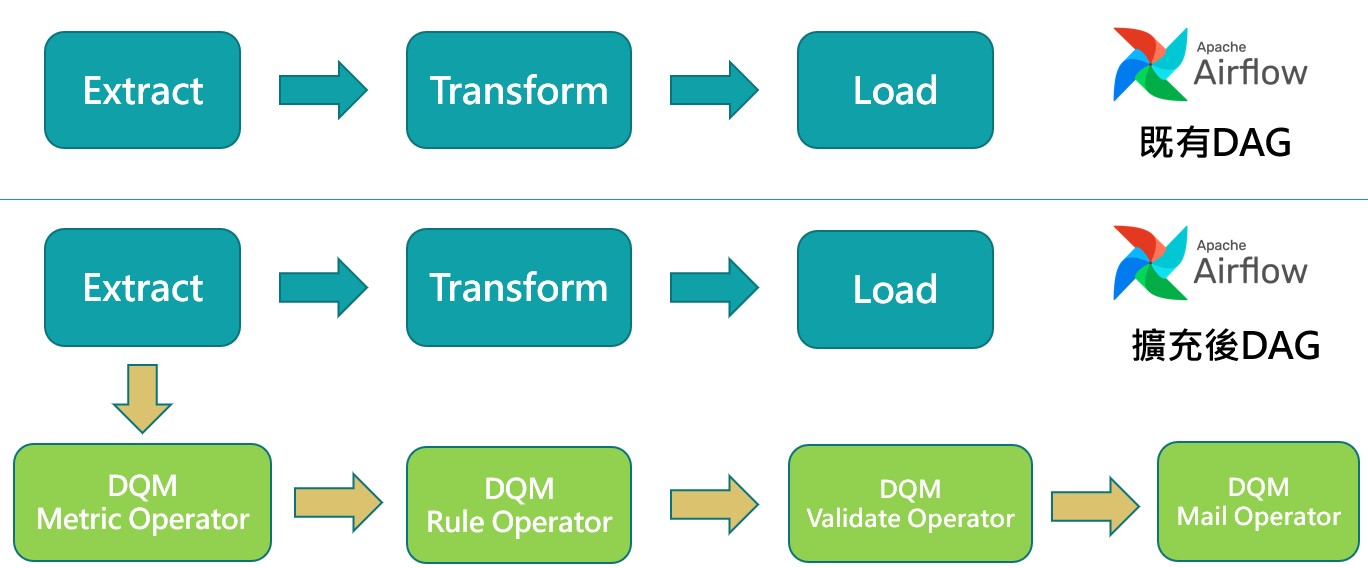 Extract
Transform
Load
Apache
Airflow
既有DAG
Extract
Transform
Load
Apache
Airflow
擴充後DAG
DQM
Metric Operator
DQM
Rule Operator
DQM
Validate Operator
DQM
Mail Operator